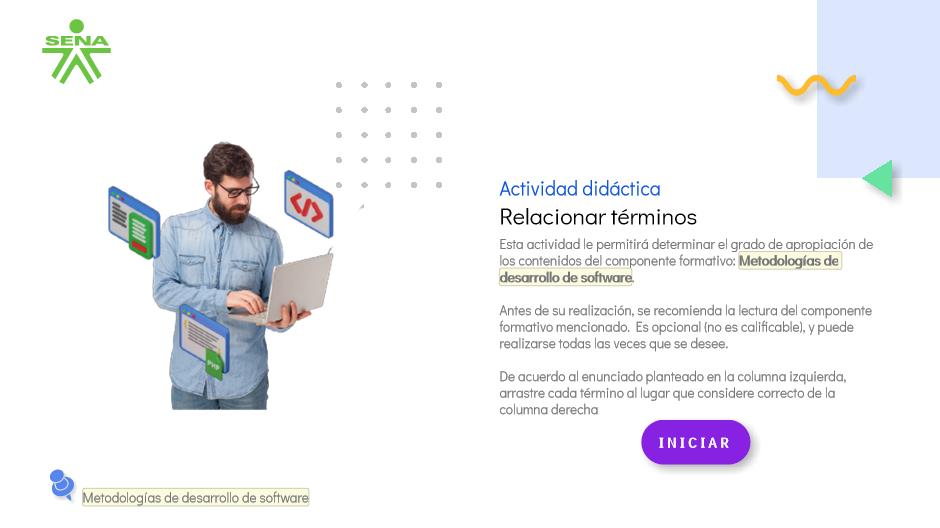 SENA
Actividad didáctica
Relacionar términos
Esta actividad le permitirá determinar el grado de apropiación de
los contenidos del componente formativo: Metodologías de
desarrollo de software.
Antes de su realización, se recomienda la lectura del componente
formativo mencionado. Es opcional (no es calificable), y puede
realizarse todas las veces que se desee.
De acuerdo al enunciado planteado en la columna izquierda,
arrastre cada término al lugar que considere correcto de la
columna derecha
INICIAR
</>
PHP
Metodologías de desarrollo de software